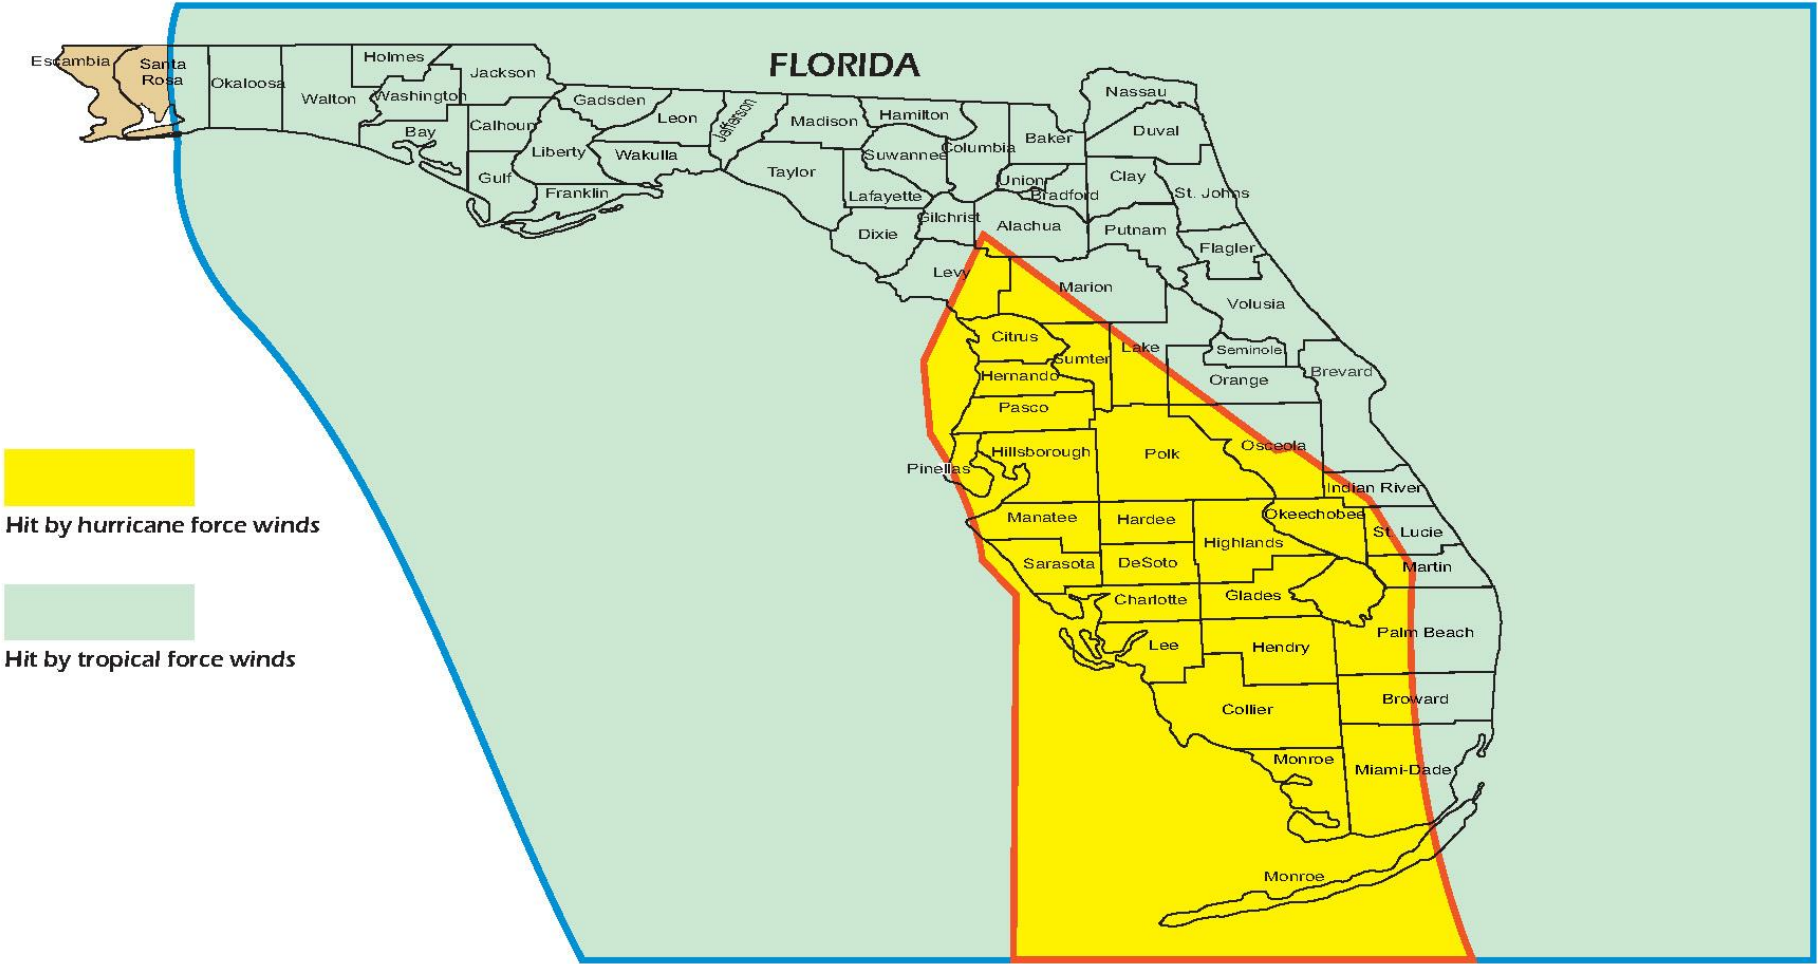 FLORIDA
Escambia
Santa
Rosa
Okaloosa
Walton
Holmes
Washington
Jackson
Bay
Calhoun
Gulf
Gadsden
Liberty
Franklin
Leon
Wakulla
Jefferson
Madison
Taylor
Hamilton
Suwannee
Lafayette
Dixie
Columbia
Gilchrist
Levy
Baker
Union
Bradford
Alachua
Nassau
Duval
Clay
St. Johns
Putnam
Flagler
Marion
Volusia
Citrus
Sumter
Lake
Seminole
Orange
Brevard
Hernando
Pasco
Pinellas
Hillsborough
Polk
Osceola
Indian River
Manatee
Hardee
Highlands
Okeechobee
St. Lucie
Sarasota
DeSoto
Martin
Charlotte
Glades
Lee
Hendry
Palm Beach
Collier
Broward
Monroe
Miami-Dade
Monroe
Hit by hurricane force winds
Hit by tropical force winds